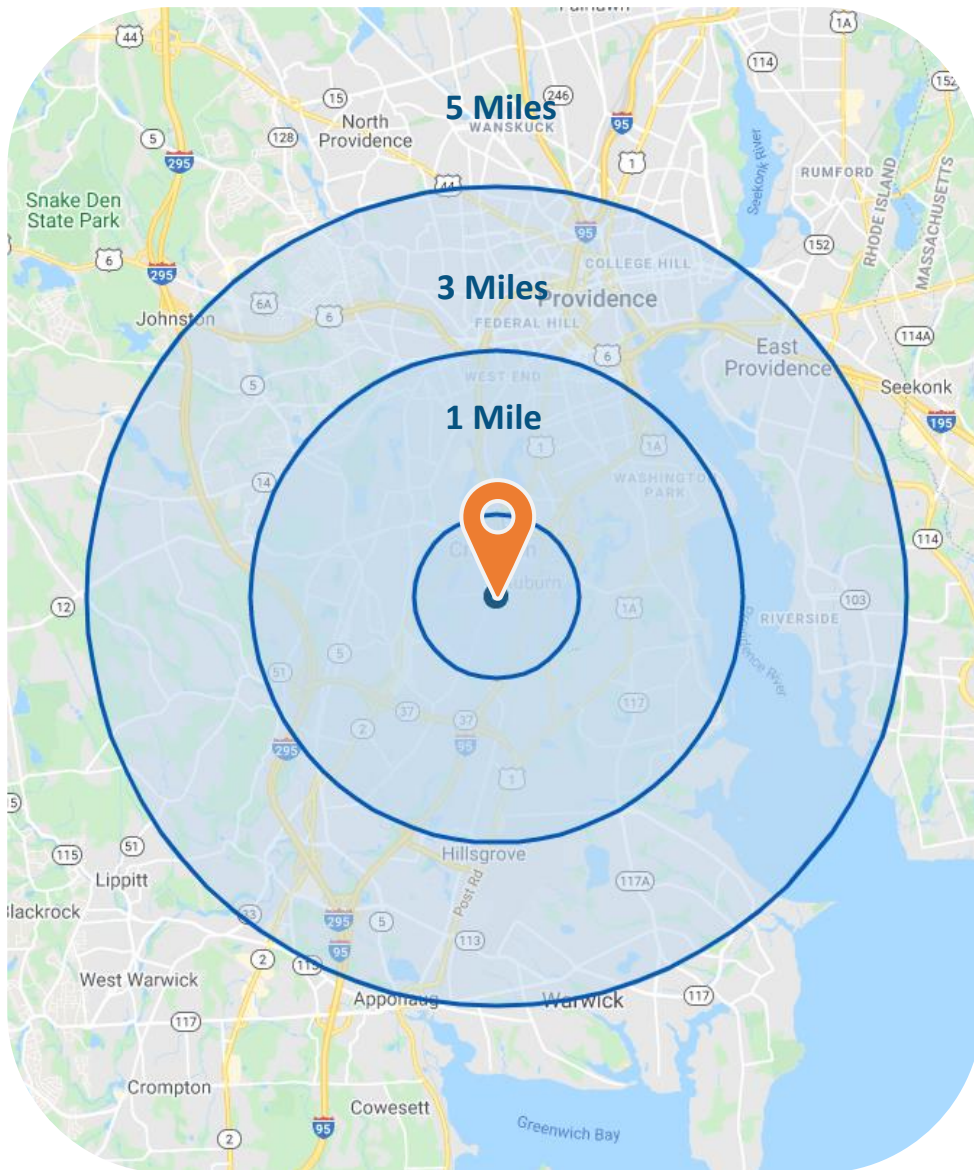 1A
44
114
152
15
246
5 Miles
North
Providence
WANSKUCK
95
5
128
295
1
Seekonk River
RUMFORD
RHODE ISLAND
MASSACHUSETTS
44
Snake Den
State Park
95
152
6
295
COLLEGE HILL
3 Miles
Providence
6A
6
Johnston
FEDERAL HILL
114A
East
Providence
6
WEST END
5
Seekonk
1 Mile
195
1
1A
14
WASHINGTON
PARK
114
12
1A
103
RIVERSIDE
5
51
117
37
37
2
295
95
1
115
51
Hillsgrove
Lippitt
117A
Post Rd
33
295
5
95
113
2
West Warwick
117
Apponaug
Warwick
117
Crompton
Cowesett
95
2
Greenwich Bay